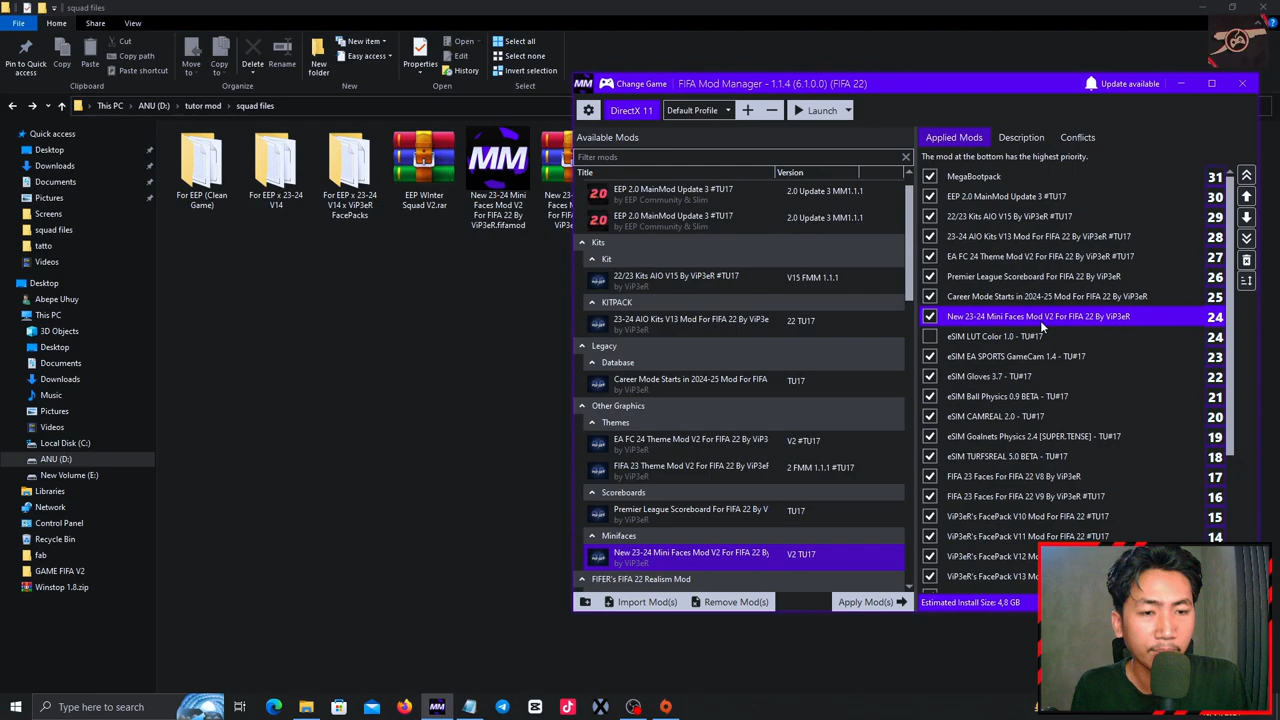 squad files
File
Home
Share
View
Pin to Quick access
Copy
Paste
Cut
Copy path
Paste shortcut
Clipboard
Move to
Copy to
Delete
Rename
Organize
New folder
New item
Easy access
New
Properties
Open
Edit
History
Open
Select all
Select none
Invert selection
Select
This PC
ANU (D:)
tutor mod
squad files
Quick access
Desktop
Downloads
Documents
Pictures
Screens
squad files
tatto
Videos
Desktop
Abepe Uhuy
This PC
3D Objects
Desktop
Documents
Downloads
Music
Pictures
Videos
Local Disk (C:)
ANU (D:)
New Volume (E:)
Libraries
Network
Control Panel
Recycle Bin
fab
GAME FIFA V2
Winstop 1.8.zip
For EEP (Clean Game)
For EEP x 23-24 V14
For EEP x 23-24 V14 x ViP3eR FacePacks
EEP WInter Squad V2.rar
MM
New 23-24 Mini Faces Mod V2 For FIFA 22 By ViP3eR.fifamod
MM
Change Game
FIFA Mod Manager - 1.1.4 (6.1.0.0) (FIFA 22)
Update available
DirectX 11
Default Profile
Launch
Available Mods
Filter mods
Title
Version
2.0
EEP 2.0 MainMod Update 3 #TU17
2.0 Update 3 MM1.1.1
by EEP Community & Slim
2.0
EEP 2.0 MainMod Update 3 #TU17
2.0 Update 3 MM1.1.1
by EEP Community & Slim
Kits
Kit
22/23 Kits AIO V15 By ViP3eR #TU17
V15 FMM 1.1.1
by ViP3eR
KITPACK
23-24 AIO Kits V13 Mod For FIFA 22 By ViP3e
22 TU17
by ViP3eR
Legacy
Database
Career Mode Starts in 2024-25 Mod For FIFA
TU17
by ViP3eR
Other Graphics
Themes
EA FC 24 Theme Mod V2 For FIFA 22 By ViP3
V2 #TU17
by ViP3eR
FIFA 23 Theme Mod V2 For FIFA 22 By ViP3eF
2 FMM 1.1.1 #TU17
by ViP3eR
Scoreboards
Premier League Scoreboard For FIFA 22 By V
TU17
by ViP3eR
Minifaces
New 23-24 Mini Faces Mod V2 For FIFA 22 By
V2 TU17
by ViP3eR
FIFER's FIFA 22 Realism Mod
Import Mod(s)
Remove Mod(s)
Apply Mod(s)
Applied Mods
Description
Conflicts
The mod at the bottom has the highest priority.
MegaBootpack 31
EEP 2.0 MainMod Update 3 #TU17 30
22/23 Kits AIO V15 By ViP3eR #TU17 29
23-24 AIO Kits V13 Mod For FIFA 22 By ViP3eR 28
EA FC 24 Theme Mod V2 For FIFA 22 By ViP3eR #TU17 27
Premier League Scoreboard For FIFA 22 By ViP3eR 26
Career Mode Starts in 2024-25 Mod For FIFA 22 By ViP3eR 25
New 23-24 Mini Faces Mod V2 For FIFA 22 By ViP3eR 24
eSIM LUT Color 1.0 - TU#17 24
eSIM EA SPORTS GameCam 1.4 - TU#17 23
eSIM Gloves 3.7 - TU#17 22
eSIM Ball Physics 0.9 BETA - TU#17 21
eSIM CAMREAL 2.0 - TU#17 20
eSIM Goalnets Physics 2.4 [SUPER.TENSE] - TU#17 19
eSIM TURFSREAL 5.0 BETA - TU#17 18
FIFA 23 Faces For FIFA 22 V8 By ViP3eR 17
FIFA 23 Faces For FIFA 22 V9 By ViP3eR #TU17 16
ViP3eR's FacePack V10 Mod For FIFA 22 #TU17 15
ViP3eR's FacePack V11 Mod For FIFA 22 #TU17 14
ViP3eR's FacePack V12
ViP3eR's FacePack V13
Estimated Install Size: 4,8 GB
Type here to search
MM